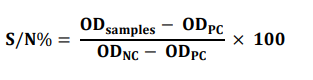 S/N% = (OD_samples − OD_PC) / (OD_NC − OD_PC) × 100